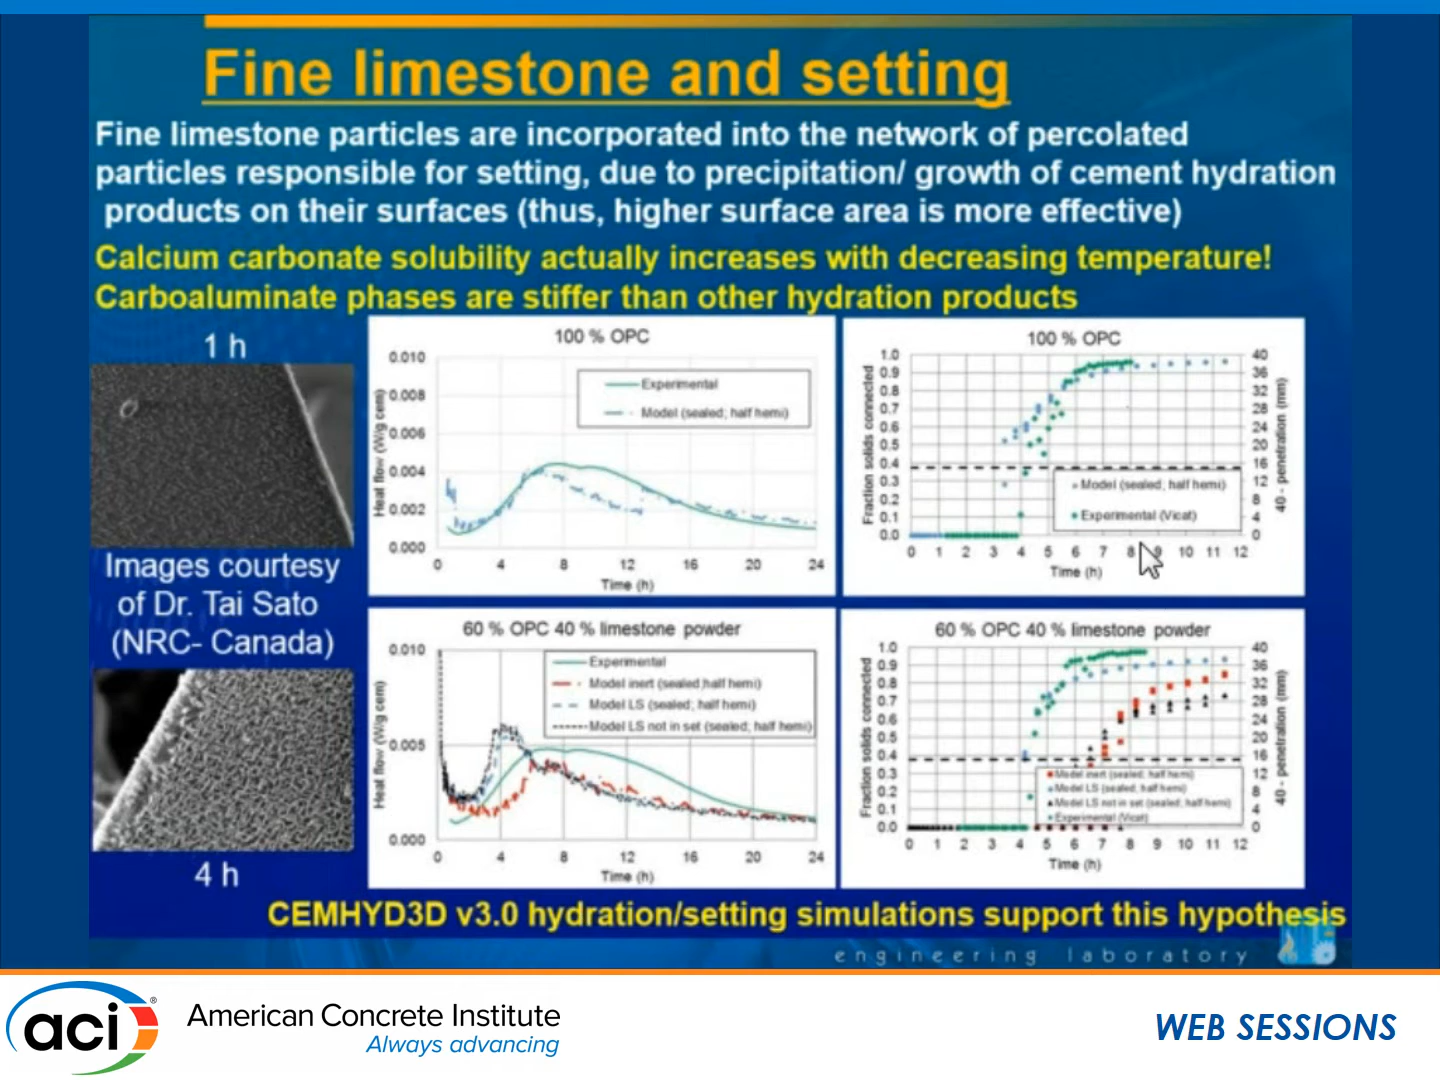 Fine limestone and setting
Fine limestone particles are incorporated into the network of percolated
particles responsible for setting, due to precipitation/ growth of cement hydration
products on their surfaces (thus, higher surface area is more effective)
Calcium carbonate solubility actually increases with decreasing temperature!
Carboaluminate phases are stiffer than other hydration products
1 h
Images courtesy
of Dr. Tai Sato
(NRC- Canada)
4 h
100 % OPC
0.010
0.008
0.006
0.004
0.002
0.000
Heat flow (W/g cem)
Experimental
Model (sealed; half hemi)
0 4 8 12 16 20 24
Time (h)
100 % OPC
1.0
0.9
0.8
0.7
0.6
0.5
0.4
0.3
0.2
0.1
0.0
Fraction solids connected
40
36
32
28
24
20
16
12
8
4
0
40 - penetration (mm)
Model (sealed; half hemi)
Experimental (Vicat)
0 1 2 3 4 5 6 7 8 9 10 11 12
Time (h)
60 % OPC 40 % limestone powder
0.010
0.005
0.000
Heat flow (W/g cem)
Experimental
Model inert (sealed;half hemi)
Model LS (sealed; half hemi)
Model LS not in set (sealed; half hemi)
0 4 8 12 16 20 24
Time (h)
60 % OPC 40 % limestone powder
1.0
0.9
0.8
0.7
0.6
0.5
0.4
0.3
0.2
0.1
0.0
Fraction solids connected
40
36
32
28
24
20
16
12
8
4
0
40 - penetration (mm)
Model inert (sealed; half hemi)
Model LS (sealed; half hemi)
Model LS not in set (sealed; half hemi)
Experimental (Vicat)
0 1 2 3 4 5 6 7 8 9 10 11 12
Time (h)
CEMHYD3D v3.0 hydration/setting simulations support this hypothesis
engineering laboratory
aci®
American Concrete Institute
Always advancing
WEB SESSIONS